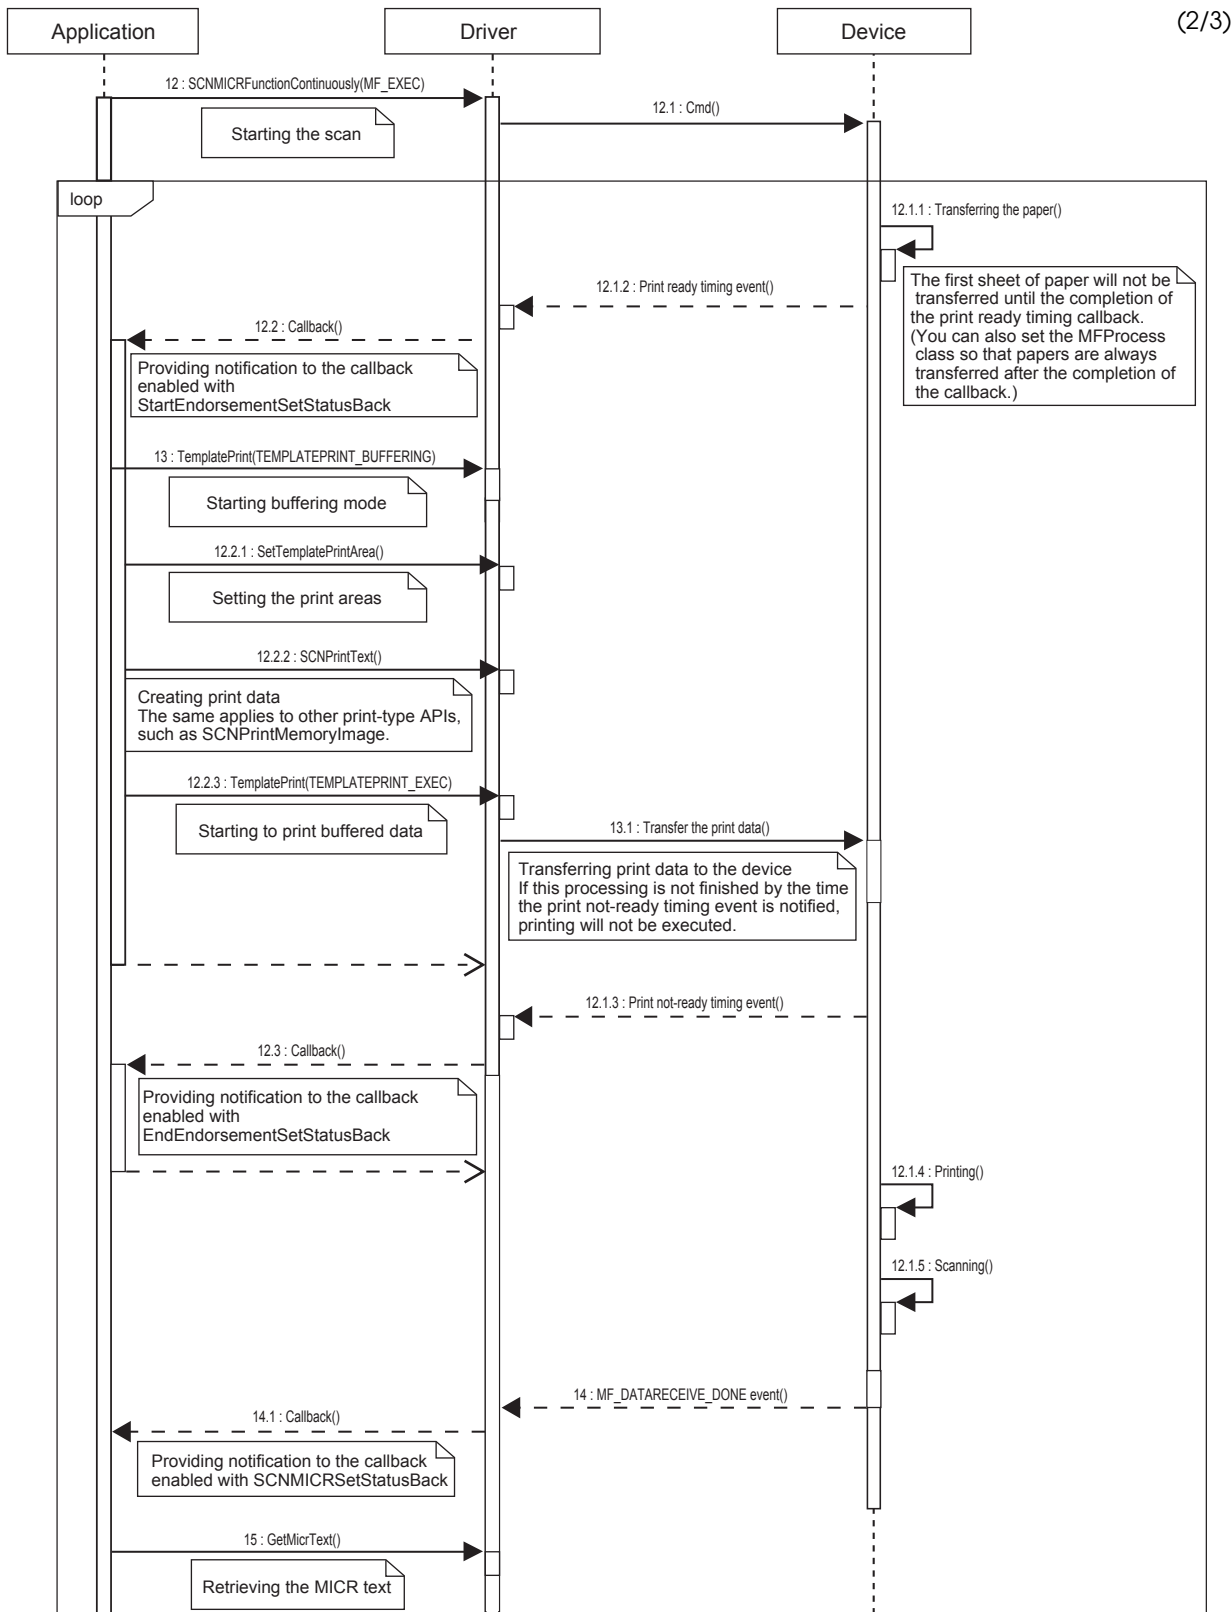 (2/3)
Application
Driver
Device
12 : SCNMICRFunctionContinuously(MF_EXEC)
12.1 : Cmd()
Starting the scan
loop
12.1.1 : Transferring the paper()
The first sheet of paper will not be
transferred until the completion of
the print ready timing callback.
(You can also set the MFProcess
class so that papers are always
transferred after the completion of
the callback.)
12.1.2 : Print ready timing event()
12.2 : Callback()
Providing notification to the callback
enabled with
StartEndorsementSetStatusBack
13 : TemplatePrint(TEMPLATEPRINT_BUFFERING)
Starting buffering mode
12.2.1 : SetTemplatePrintArea()
Setting the print areas
12.2.2 : SCNPrintText()
Creating print data
The same applies to other print-type APIs,
such as SCNPrintMemoryImage.
12.2.3 : TemplatePrint(TEMPLATEPRINT_EXEC)
Starting to print buffered data
13.1 : Transfer the print data()
Transferring print data to the device
If this processing is not finished by the time
the print not-ready timing event is notified,
printing will not be executed.
12.1.3 : Print not-ready timing event()
12.3 : Callback()
Providing notification to the callback
enabled with
EndEndorsementSetStatusBack
12.1.4 : Printing()
12.1.5 : Scanning()
14 : MF_DATARECEIVE_DONE event()
14.1 : Callback()
Providing notification to the callback
enabled with SCNMICRSetStatusBack
15 : GetMicrText()
Retrieving the MICR text